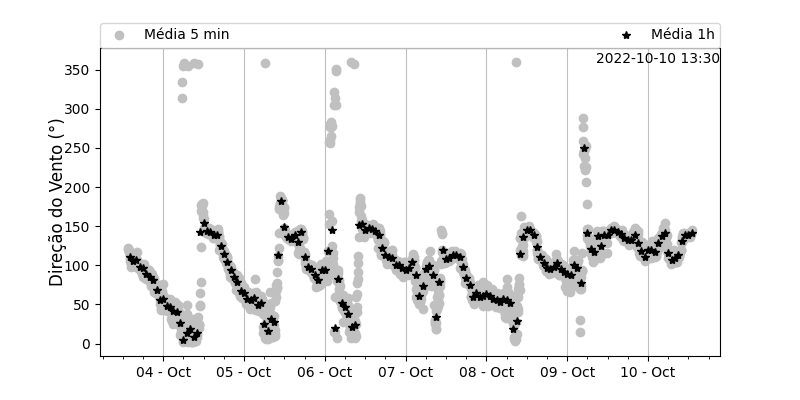 Média 5 min
Média 1h
2022-10-10 13:30
Direção do Vento (°)
350
300
250
200
150
100
50
0
04 - Oct
05 - Oct
06 - Oct
07 - Oct
08 - Oct
09 - Oct
10 - Oct